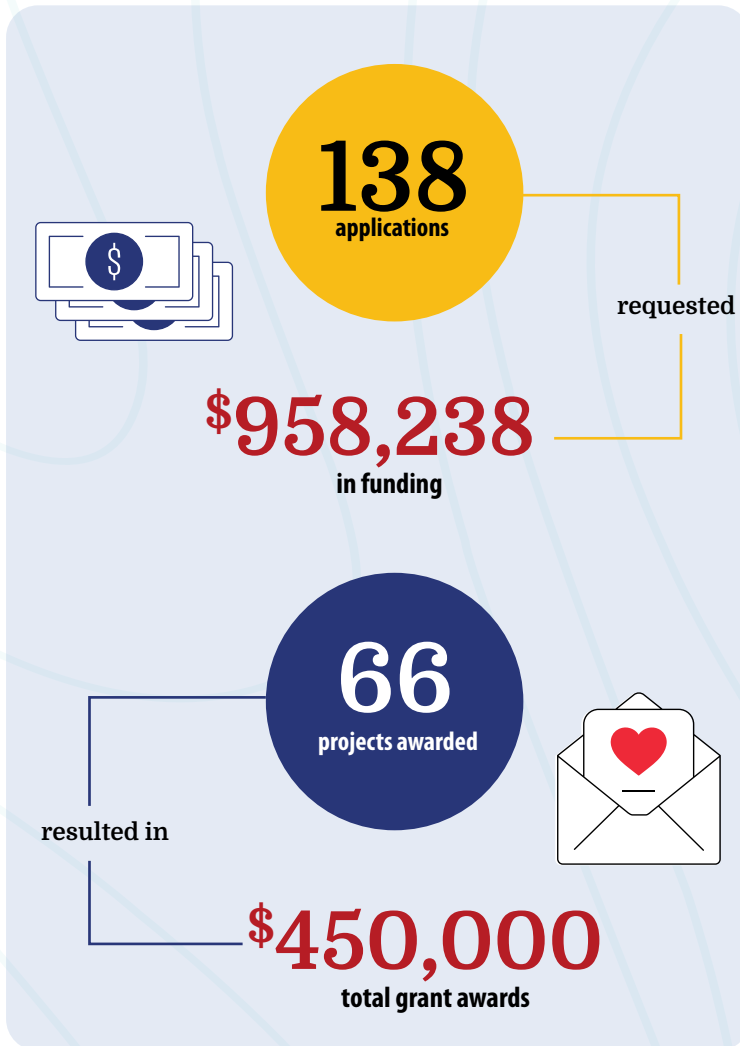 138
applications
$
requested
$958,238
in funding
66
projects awarded
resulted in
$450,000
total grant awards